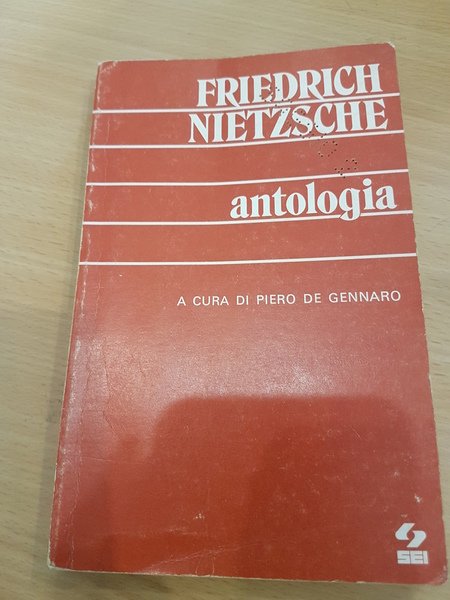 FRIEDRICH
NIETZSCHE
antologia
A CURA DI PIERO DE GENNARO
SEI